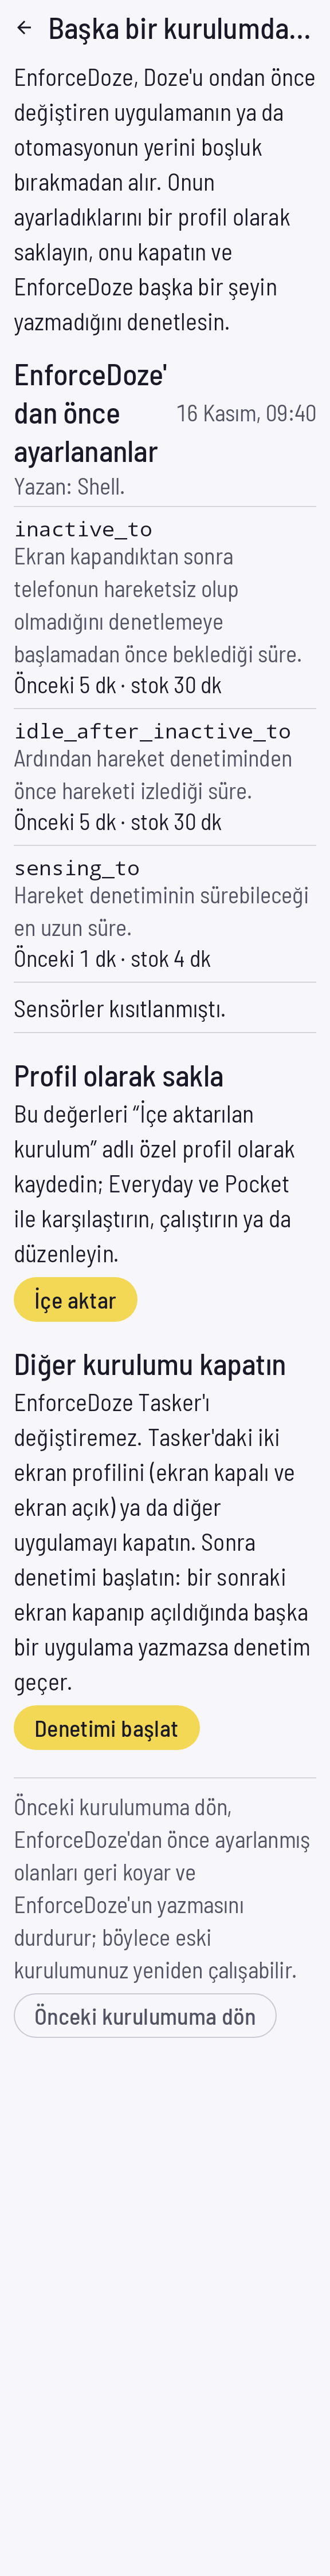 Başka bir kurulumda…
EnforceDoze, Doze'u ondan önce
değiştiren uygulamanın ya da
otomasyonun yerini boşluk
bırakmadan alır. Onun
ayarladıklarını bir profil olarak
saklayın, onu kapatın ve
EnforceDoze başka bir şeyin
yazmadığını denetlesin.
EnforceDoze'
dan önce
ayarlananlar
16 Kasım, 09:40
Yazan: Shell.
inactive_to
Ekran kapandıktan sonra
telefonun hareketsiz olup
olmadığını denetlemeye
başlamadan önce beklediği süre.
Önceki 5 dk · stok 30 dk
idle_after_inactive_to
Ardından hareket denetiminden
önce hareketi izlediği süre.
Önceki 5 dk · stok 30 dk
sensing_to
Hareket denetiminin sürebileceği
en uzun süre.
Önceki 1 dk · stok 4 dk
Sensörler kısıtlanmıştı.
Profil olarak sakla
Bu değerleri “İçe aktarılan
kurulum” adlı özel profil olarak
kaydedin; Everyday ve Pocket
ile karşılaştırın, çalıştırın ya da
düzenleyin.
İçe aktar
Diğer kurulumu kapatın
EnforceDoze Tasker'ı
değiştiremez. Tasker'daki iki
ekran profilini (ekran kapalı ve
ekran açık) ya da diğer
uygulamayı kapatın. Sonra
denetimi başlatın: bir sonraki
ekran kapanıp açıldığında başka
bir uygulama yazmazsa denetim
geçer.
Denetimi başlat
Önceki kurulumuma dön,
EnforceDoze'dan önce ayarlanmış
olanları geri koyar ve
EnforceDoze'un yazmasını
durdurur; böylece eski
kurulumunuz yeniden çalışabilir.
Önceki kurulumuma dön